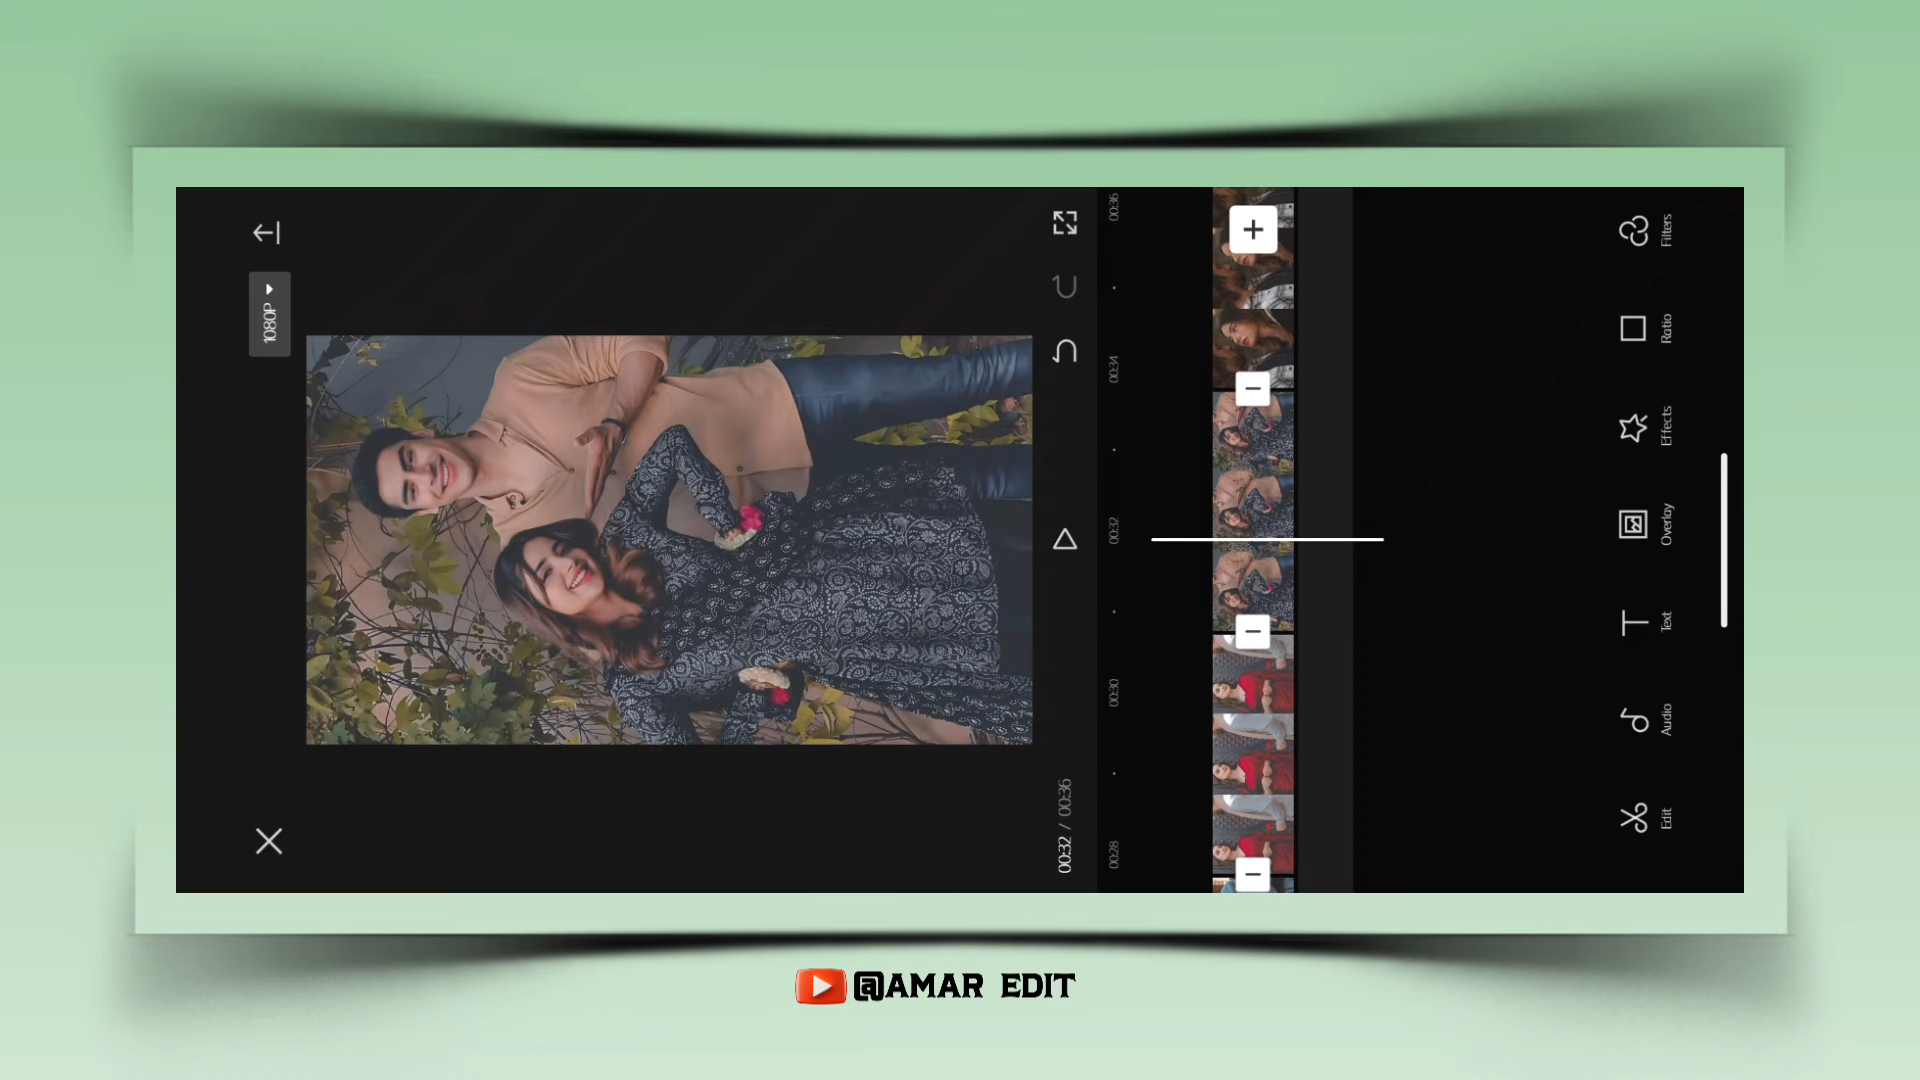 1080P
00:32 / 00:36
00:28
00:30
00:32
00:34
00:36
Edit
Audio
Text
Overlay
Effects
Ratio
Filters
@AMAR EDIT